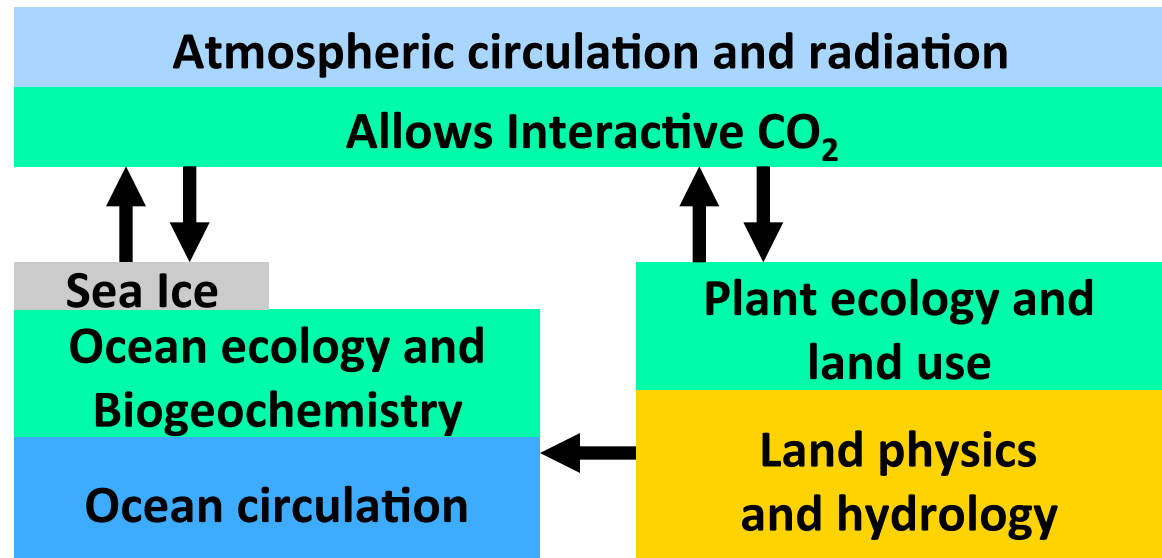 Atmospheric circulation and radiation
Allows Interactive CO₂
Sea Ice
Ocean ecology and
Biogeochemistry
Ocean circulation
Plant ecology and
land use
Land physics
and hydrology